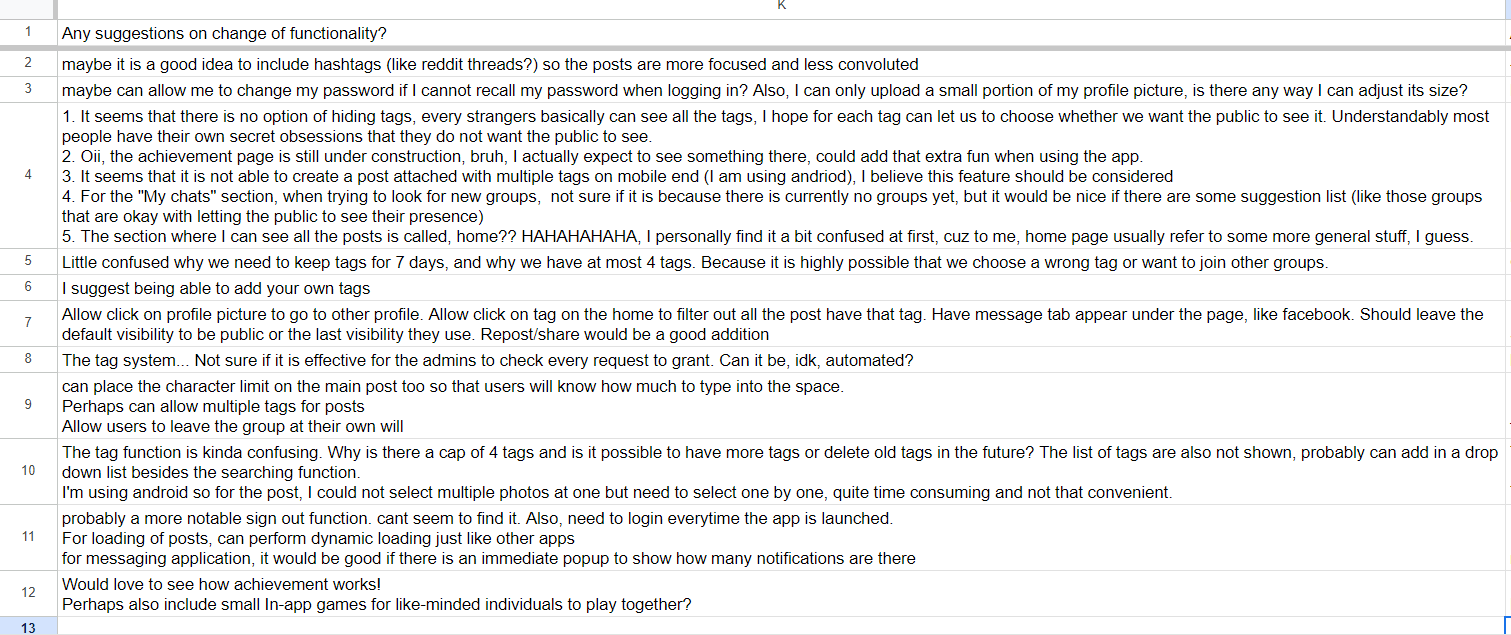 K
1 Any suggestions on change of functionality?
2 maybe it is a good idea to include hashtags (like reddit threads?) so the posts are more focused and less convoluted
3 maybe can allow me to change my password if I cannot recall my password when logging in? Also, I can only upload a small portion of my profile picture, is there any way I can adjust its size?
1. It seems that there is no option of hiding tags, every strangers basically can see all the tags, I hope for each tag can let us to choose whether we want the public to see it. Understandably most
people have their own secret obsessions that they do not want the public to see.
2. Oii, the achievement page is still under construction, bruh, I actually expect to see something there, could add that extra fun when using the app.
4 3. It seems that it is not able to create a post attached with multiple tags on mobile end (I am using andriod), I believe this feature should be considered
4. For the "My chats" section, when trying to look for new groups,  not sure if it is because there is currently no groups yet, but it would be nice if there are some suggestion list (like those groups
that are okay with letting the public to see their presence)
5. The section where I can see all the posts is called, home?? HAHAHAHAHA, I personally find it a bit confused at first, cuz to me, home page usually refer to some more general stuff, I guess.
5 Little confused why we need to keep tags for 7 days, and why we have at most 4 tags. Because it is highly possible that we choose a wrong tag or want to join other groups.
6 I suggest being able to add your own tags
7 Allow click on profile picture to go to other profile. Allow click on tag on the home to filter out all the post have that tag. Have message tab appear under the page, like facebook. Should leave the
default visibility to be public or the last visibility they use. Repost/share would be a good addition
8 The tag system... Not sure if it is effective for the admins to check every request to grant. Can it be, idk, automated?
can place the character limit on the main post too so that users will know how much to type into the space.
9 Perhaps can allow multiple tags for posts
Allow users to leave the group at their own will
The tag function is kinda confusing. Why is there a cap of 4 tags and is it possible to have more tags or delete old tags in the future? The list of tags are also not shown, probably can add in a drop
10 down list besides the searching function.
I'm using android so for the post, I could not select multiple photos at one but need to select one by one, quite time consuming and not that convenient.
probably a more notable sign out function. cant seem to find it. Also, need to login everytime the app is launched.
11 For loading of posts, can perform dynamic loading just like other apps
for messaging application, it would be good if there is an immediate popup to show how many notifications are there
12 Would love to see how achievement works!
Perhaps also include small In-app games for like-minded individuals to play together?
13